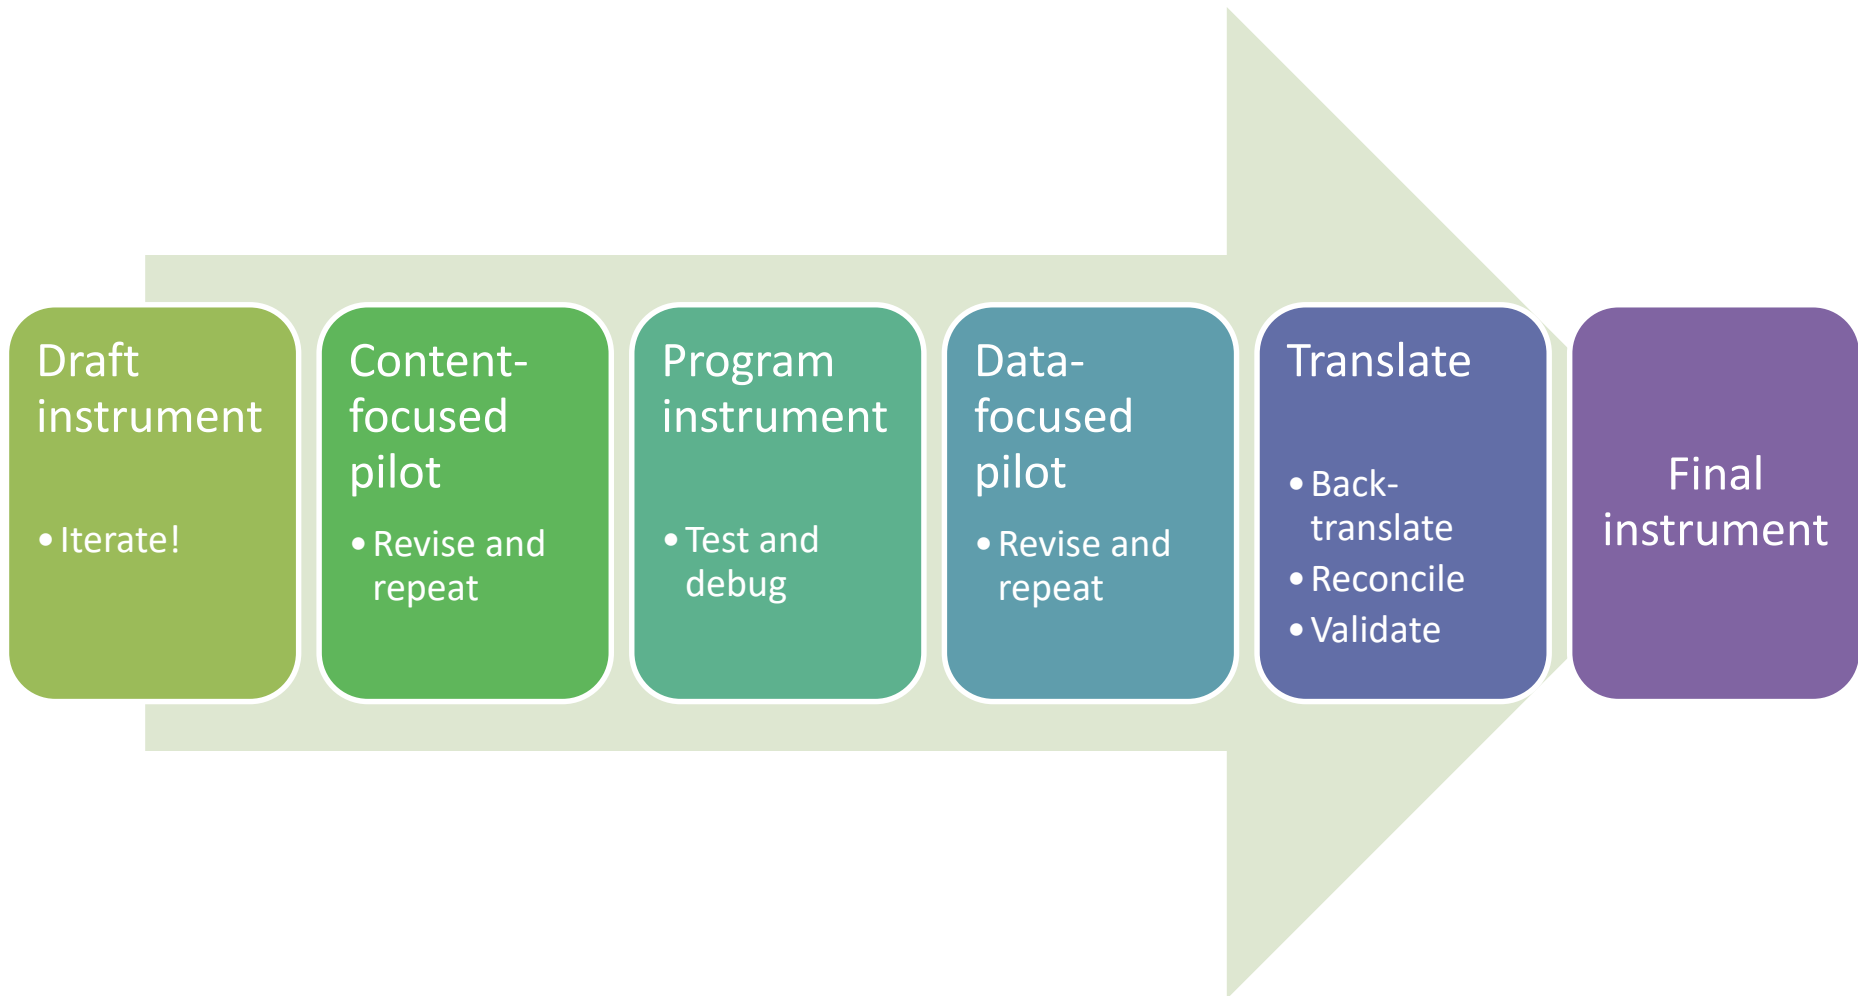 Draft
instrument
• Iterate!
Content-
focused
pilot
• Revise and
repeat
Program
instrument
• Test and
debug
Data-
focused
pilot
• Revise and
repeat
Translate
• Back-
translate
• Reconcile
• Validate
Final
instrument